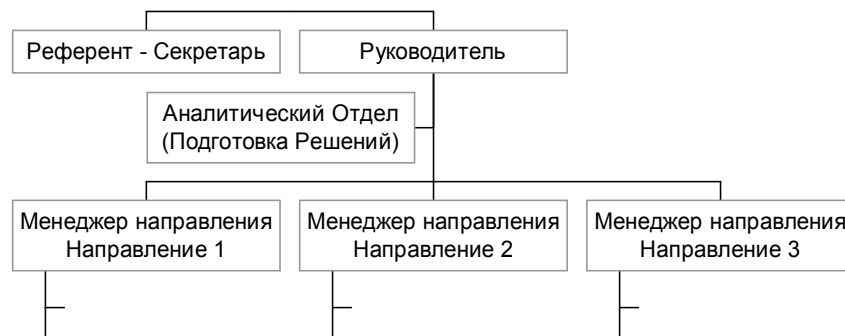 Референт - Секретарь
Руководитель
Аналитический Отдел
(Подготовка Решений)
Менеджер направления
Направление 1
Менеджер направления
Направление 2
Менеджер направления
Направление 3